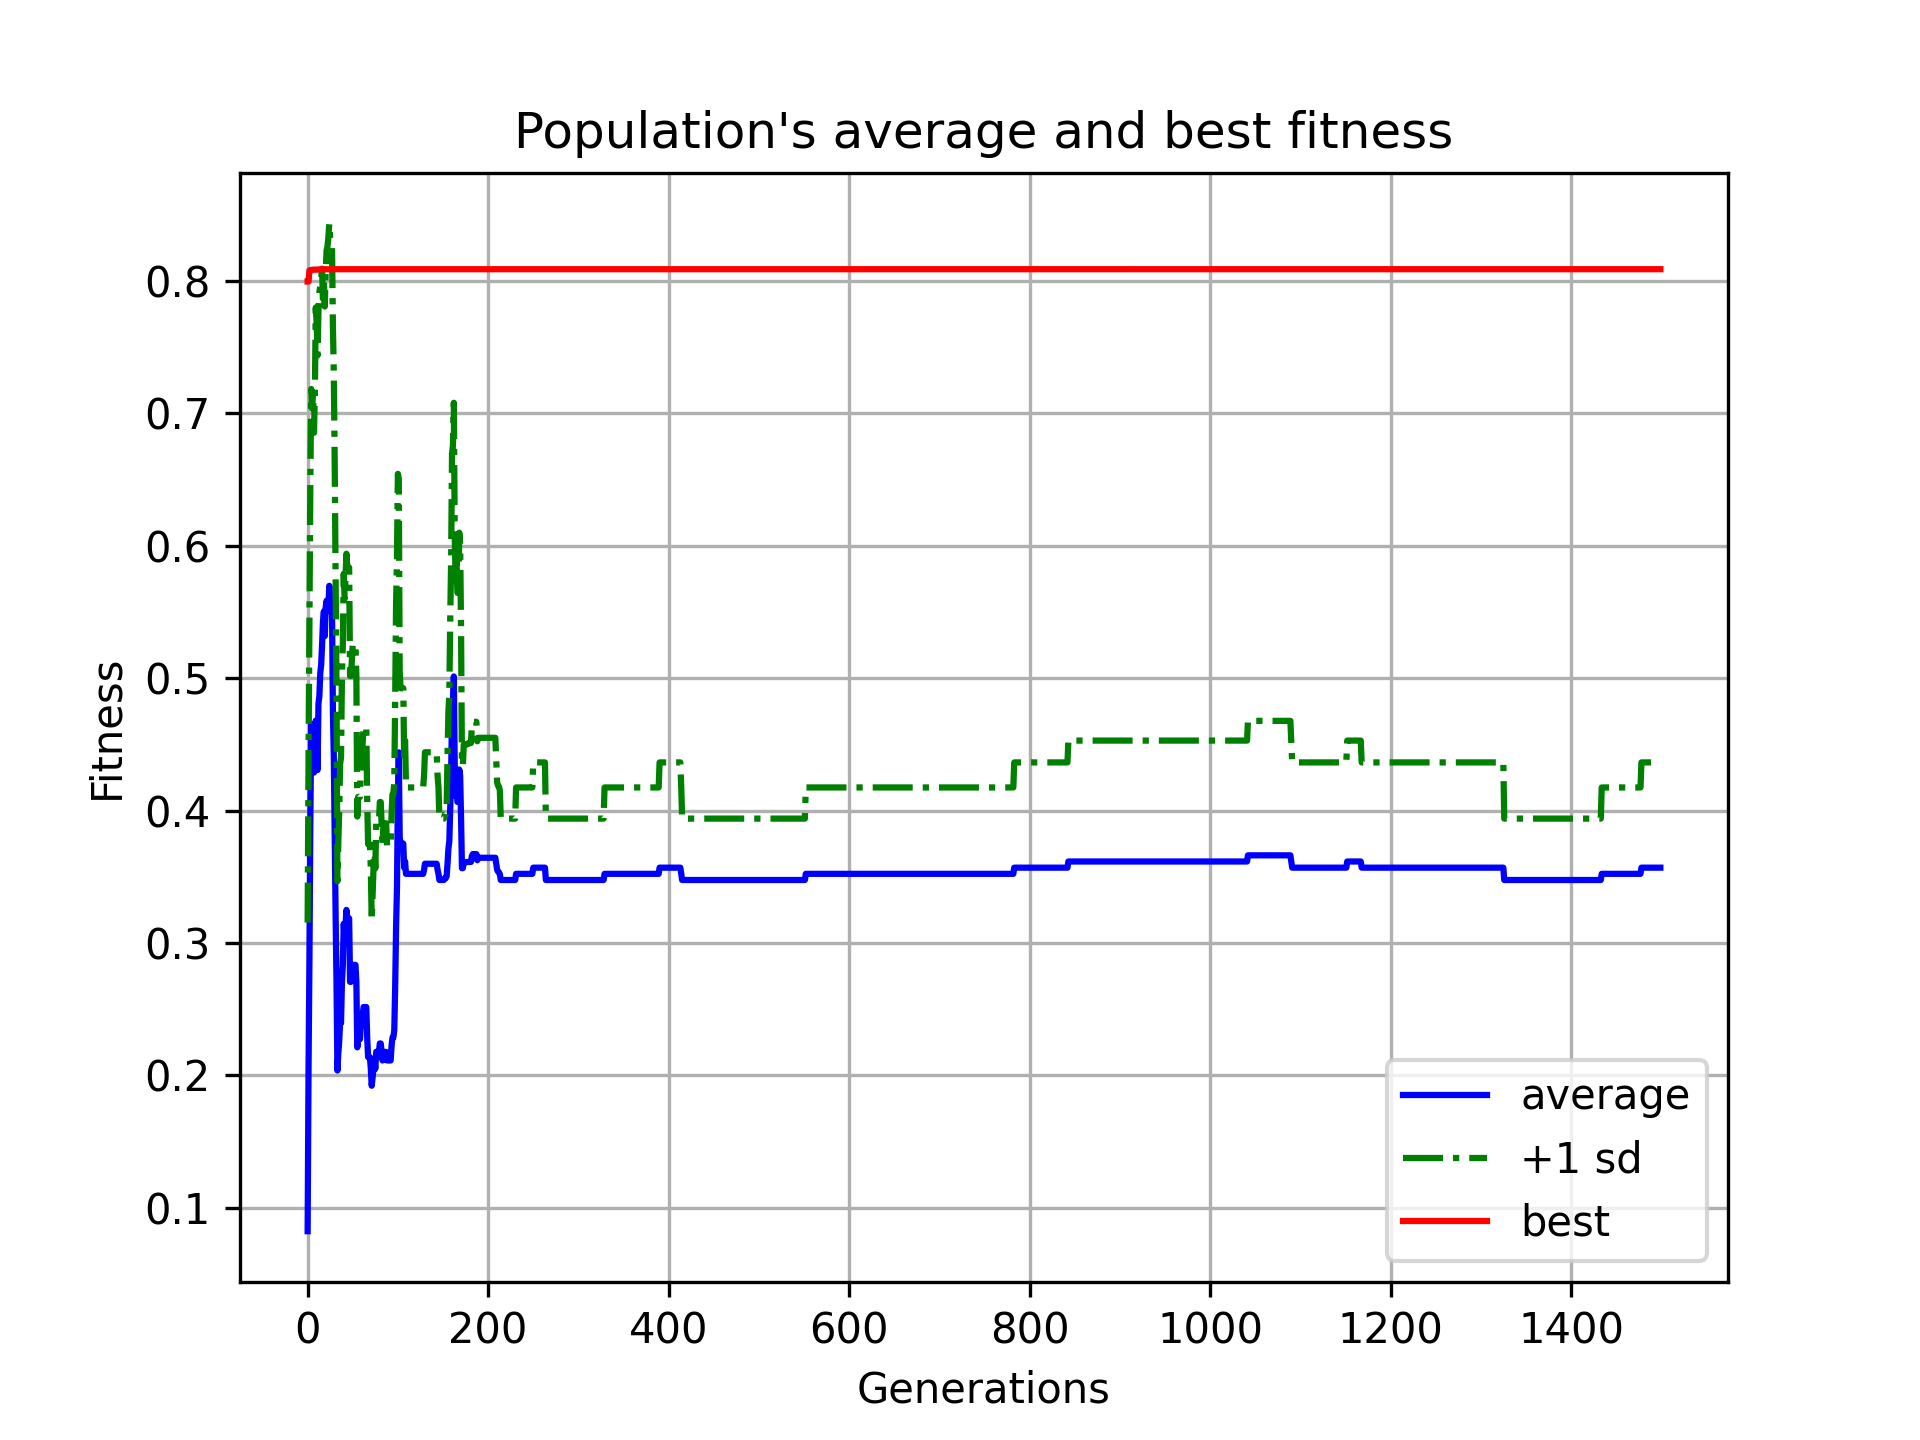 Population's average and best fitness
Fitness
0.8
0.7
0.6
0.5
0.4
0.3
0.2
0.1
average
+1 sd
best
0 200 400 600 800 1000 1200 1400
Generations